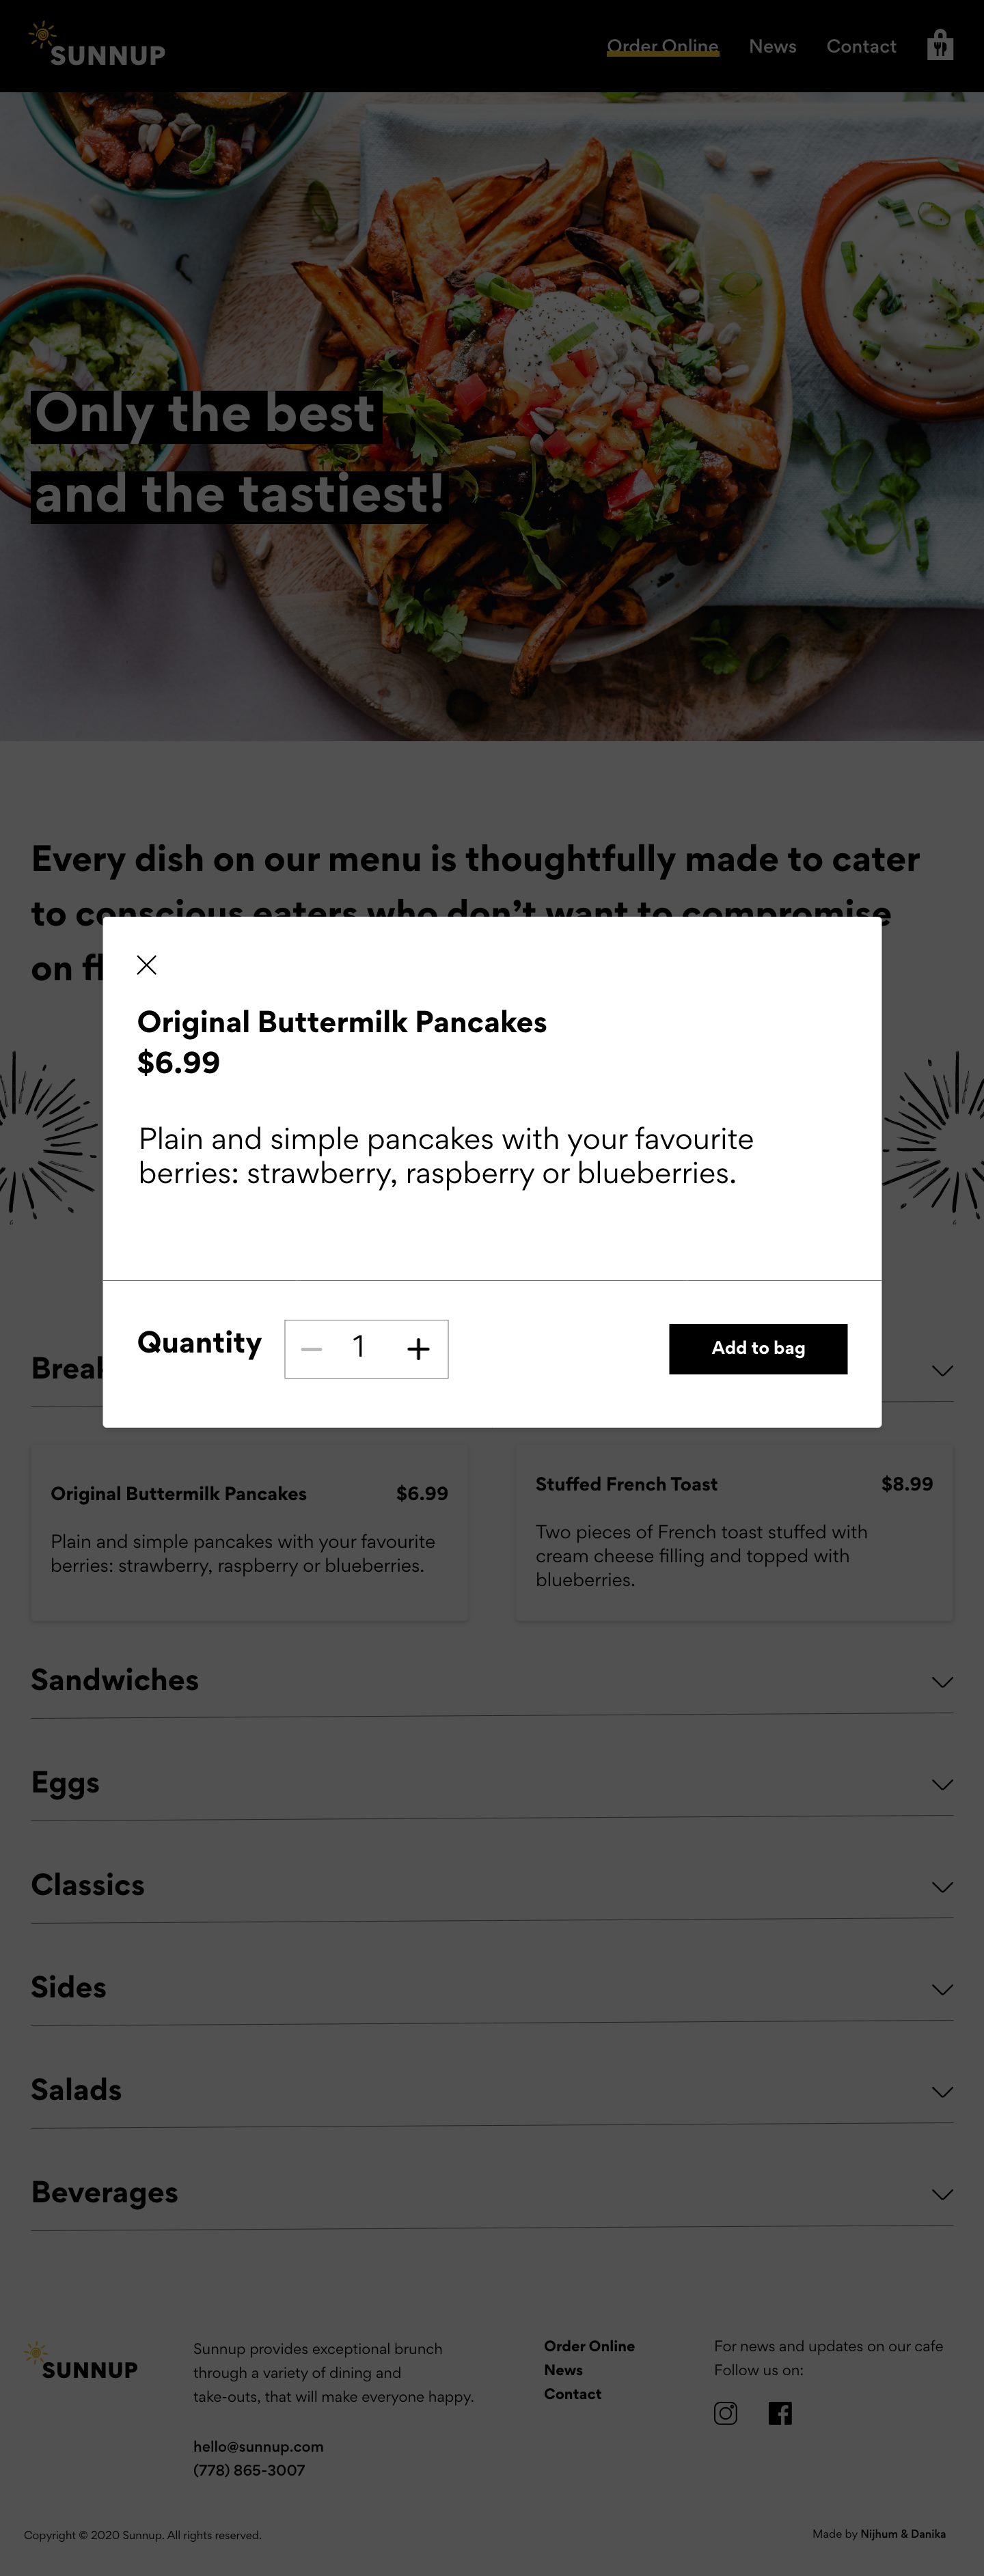 SUNNUP
Order Online
News
Contact
Only the best
and the tastiest!
Every dish on our menu is thoughtfully made to cater
to conscious eaters who don't want to compromise
on
Original Buttermilk Pancakes
$6.99
Plain and simple pancakes with your favourite
berries: strawberry, raspberry or blueberries.
Quantity
1
Add to bag
Original Buttermilk Pancakes
$6.99
Plain and simple pancakes with your favourite
berries: strawberry, raspberry or blueberries.
Stuffed French Toast
$8.99
Two pieces of French toast stuffed with
cream cheese filling and topped with
blueberries.
Sandwiches
Eggs
Classics
Sides
Salads
Beverages
SUNNUP
Sunnup provides exceptional brunch
through a variety of dining and
take-outs, that will make everyone happy.
hello@sunnup.com
(778) 865-3007
Order Online
News
Contact
For news and updates on our cafe
Follow us on:
Copyright © 2020 Sunnup. All rights reserved.
Made by Nijhum & Danika